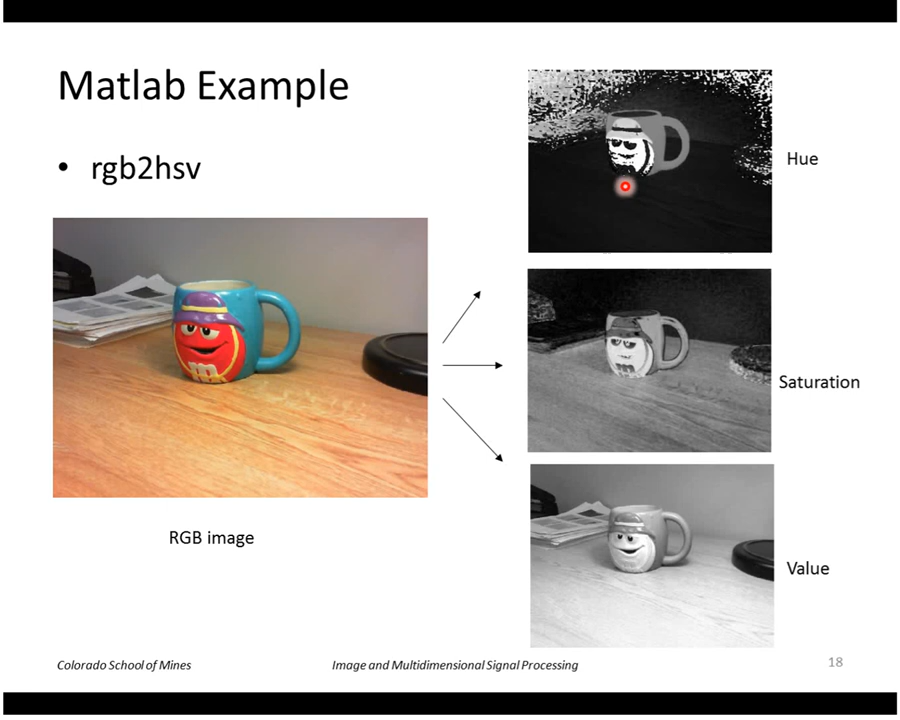 Matlab Example
• rgb2hsv
Hue
Saturation
Value
RGB image
Colorado School of Mines
Image and Multidimensional Signal Processing
18